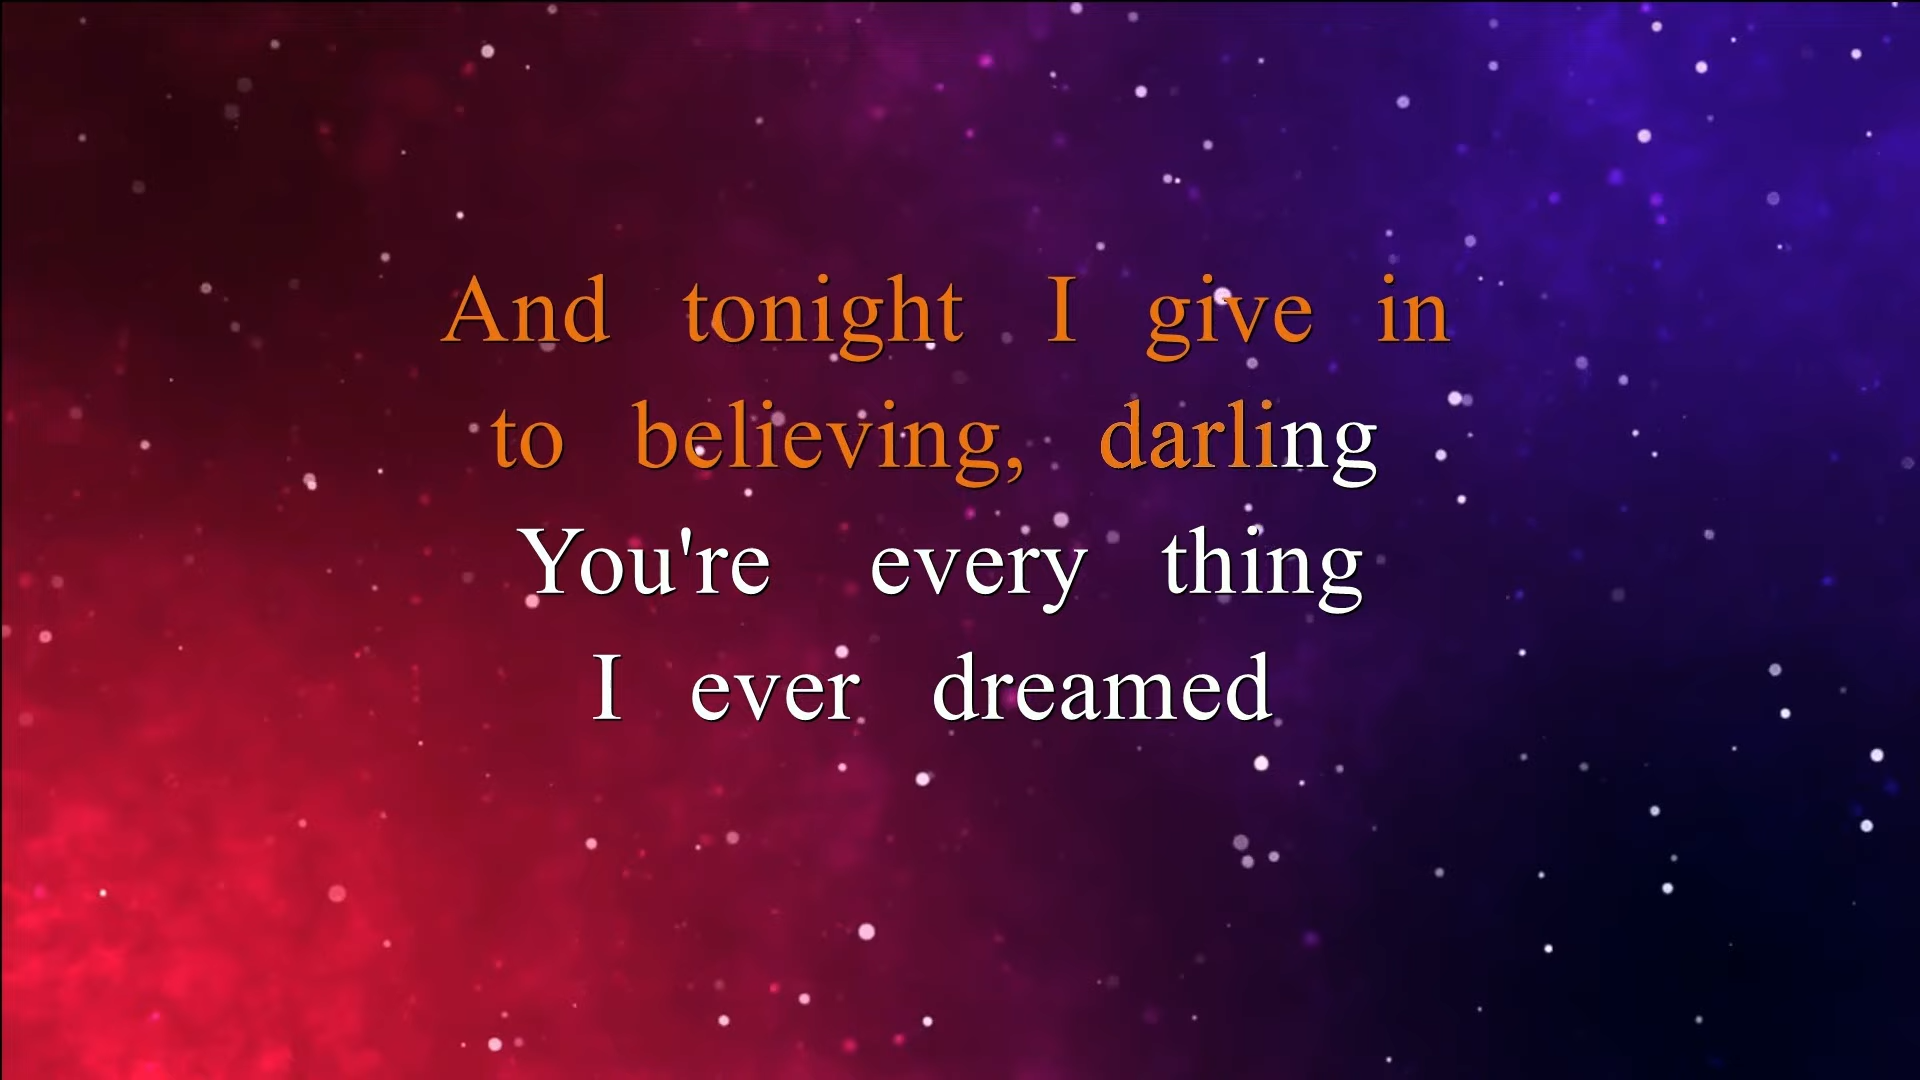 And tonight I give in
to believing, darling
You're every thing
I ever dreamed